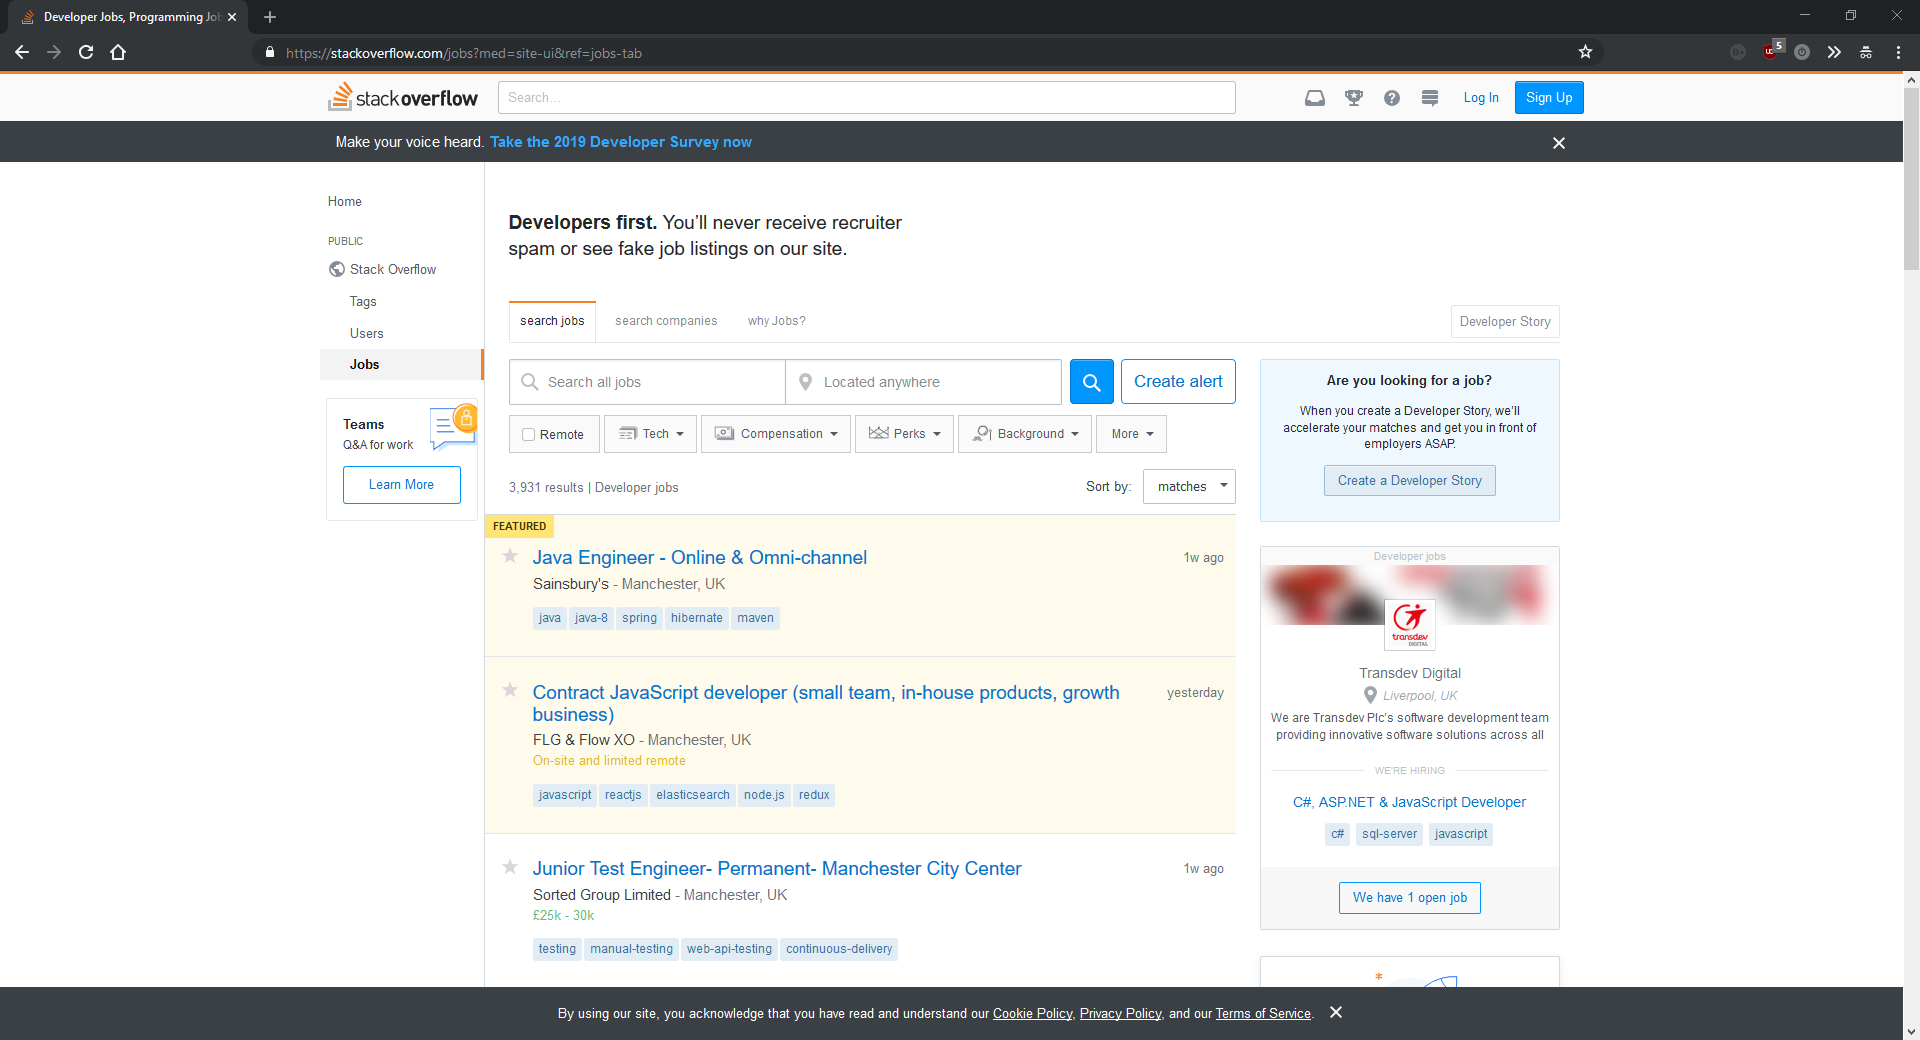 Developer Jobs, Programming Jo
https://stackoverflow.com/jobs?med=site-ui&ref=jobs-tab
5
stackoverflow
Search...
Log In
Sign Up
Make your voice heard. Take the 2019 Developer Survey now
Home
PUBLIC
Stack Overflow
Tags
Users
Jobs
Teams
Q&A for work
Learn More
Developers first. You'll never receive recruiter
spam or see fake job listings on our site.
search jobs
search companies
why Jobs?
Developer Story
Search all jobs
Located anywhere
Create alert
Remote
Tech
Compensation
Perks
Background
More
3,931 results | Developer jobs
Sort by:
matches
FEATURED
Java Engineer - Online & Omni-channel
1w ago
Sainsbury's - Manchester, UK
java java-8 spring hibernate maven
Contract JavaScript developer (small team, in-house products, growth
business)
yesterday
FLG & Flow XO - Manchester, UK
On-site and limited remote
javascript reactjs elasticsearch node.js redux
Junior Test Engineer- Permanent- Manchester City Center
1w ago
Sorted Group Limited - Manchester, UK
£25k - 30k
testing manual-testing web-api-testing continuous-delivery
Are you looking for a job?
When you create a Developer Story, we'll
accelerate your matches and get you in front of
employers ASAP.
Create a Developer Story
Developer jobs
transdev
DIGITAL
Transdev Digital
Liverpool, UK
We are Transdev Plc's software development team
providing innovative software solutions across all
WE'RE HIRING
C#, ASP.NET & JavaScript Developer
c# sql-server javascript
We have 1 open job
By using our site, you acknowledge that you have read and understand our Cookie Policy, Privacy Policy, and our Terms of Service.